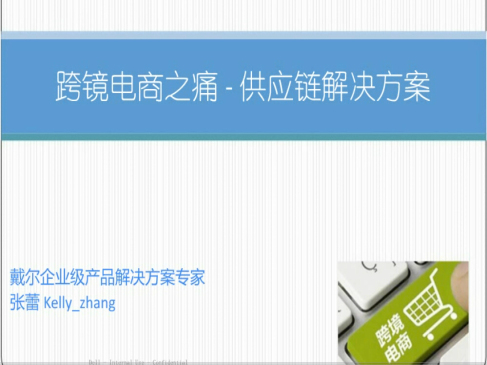 跨镜电商之痛 - 供应链解决方案
戴尔企业级产品解决方案专家
张蕾 Kelly_zhang
跨境
电商
Dell - Internal Use - Confidential